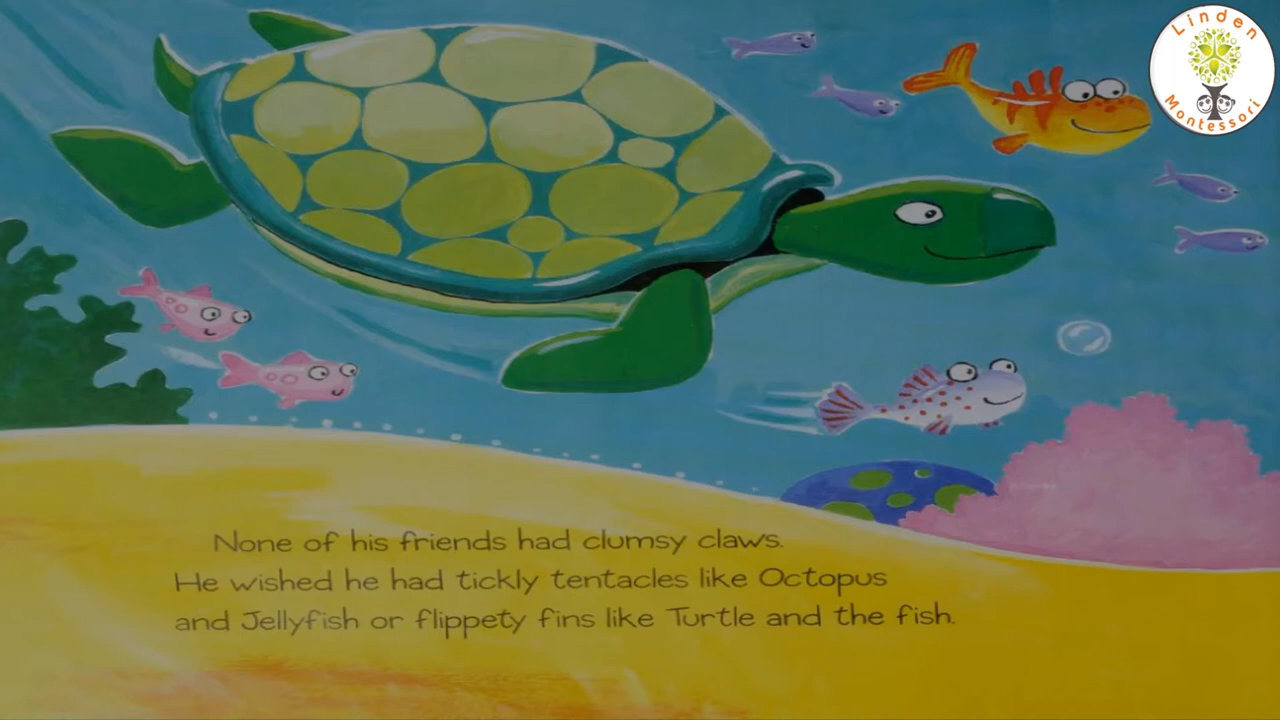 Linden
Montessori
None of his friends had clumsy claws.
He wished he had tickly tentacles like Octopus
and Jellyfish or flippety fins like Turtle and the fish.